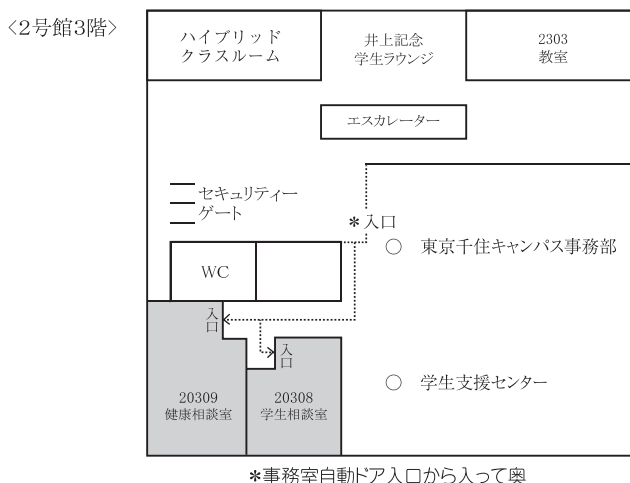 <2号館3階>
ハイブリッド
クラスルーム
井上記念
学生ラウンジ
2303
教室
エスカレーター
セキュリティー
ゲート
*入口
○ 東京千住キャンパス事務部
WC
入口
入口
20309
健康相談室
20308
学生相談室
○ 学生支援センター
*事務室自動ドア入口から入って奥